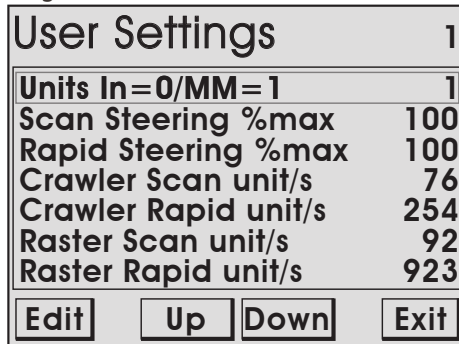 User Settings 1
Units In=0/MM=1 1
Scan Steering %max 100
Rapid Steering %max 100
Crawler Scan unit/s 76
Crawler Rapid unit/s 254
Raster Scan unit/s 92
Raster Rapid unit/s 923
Edit Up Down Exit